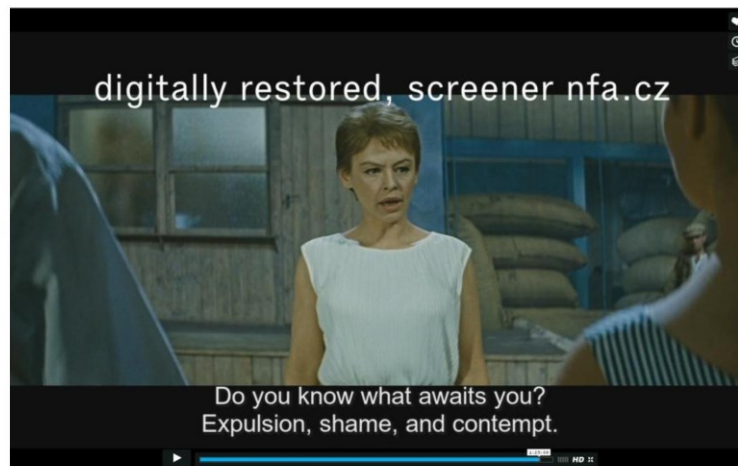 digitally restored, screener nfa.cz
Do you know what awaits you?
Expulsion, shame, and contempt.
HD